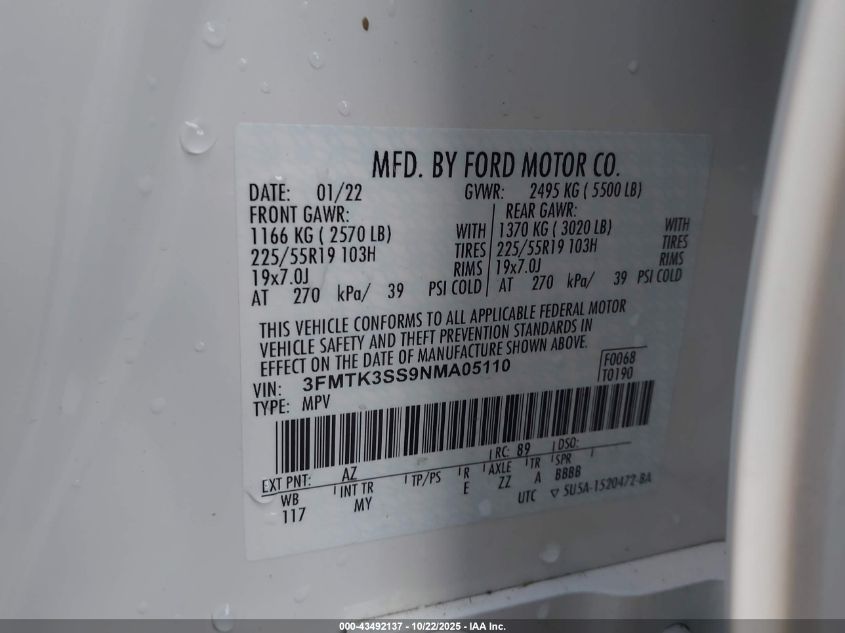 MFD. BY FORD MOTOR CO.
DATE: 01/22 GVWR: 2495 KG ( 5500 LB)
FRONT GAWR: REAR GAWR:
1166 KG ( 2570 LB) WITH 1370 KG ( 3020 LB) WITH
225/55R19 103H TIRES 225/55R19 103H TIRES
19x7.0J RIMS 19x7.0J RIMS
AT 270 kPa/ 39 PSI COLD AT 270 kPa/ 39 PSI COLD
THIS VEHICLE CONFORMS TO ALL APPLICABLE FEDERAL MOTOR
VEHICLE SAFETY AND THEFT PREVENTION STANDARDS IN
EFFECT ON THE DATE OF MANUFACTURE SHOWN ABOVE.
F0068
VIN: 3FMTK3SS9NMA05110 T0190
TYPE: MPV
EXT PNT: AZ RC: 89 DSO:
WB INT TR TP/PS R AXLE TR SPR
117 MY E ZZ A BBBB
UTC ▽ 5U5A-1520472-BA
000-43492137 - 10/22/2025 - IAA Inc.